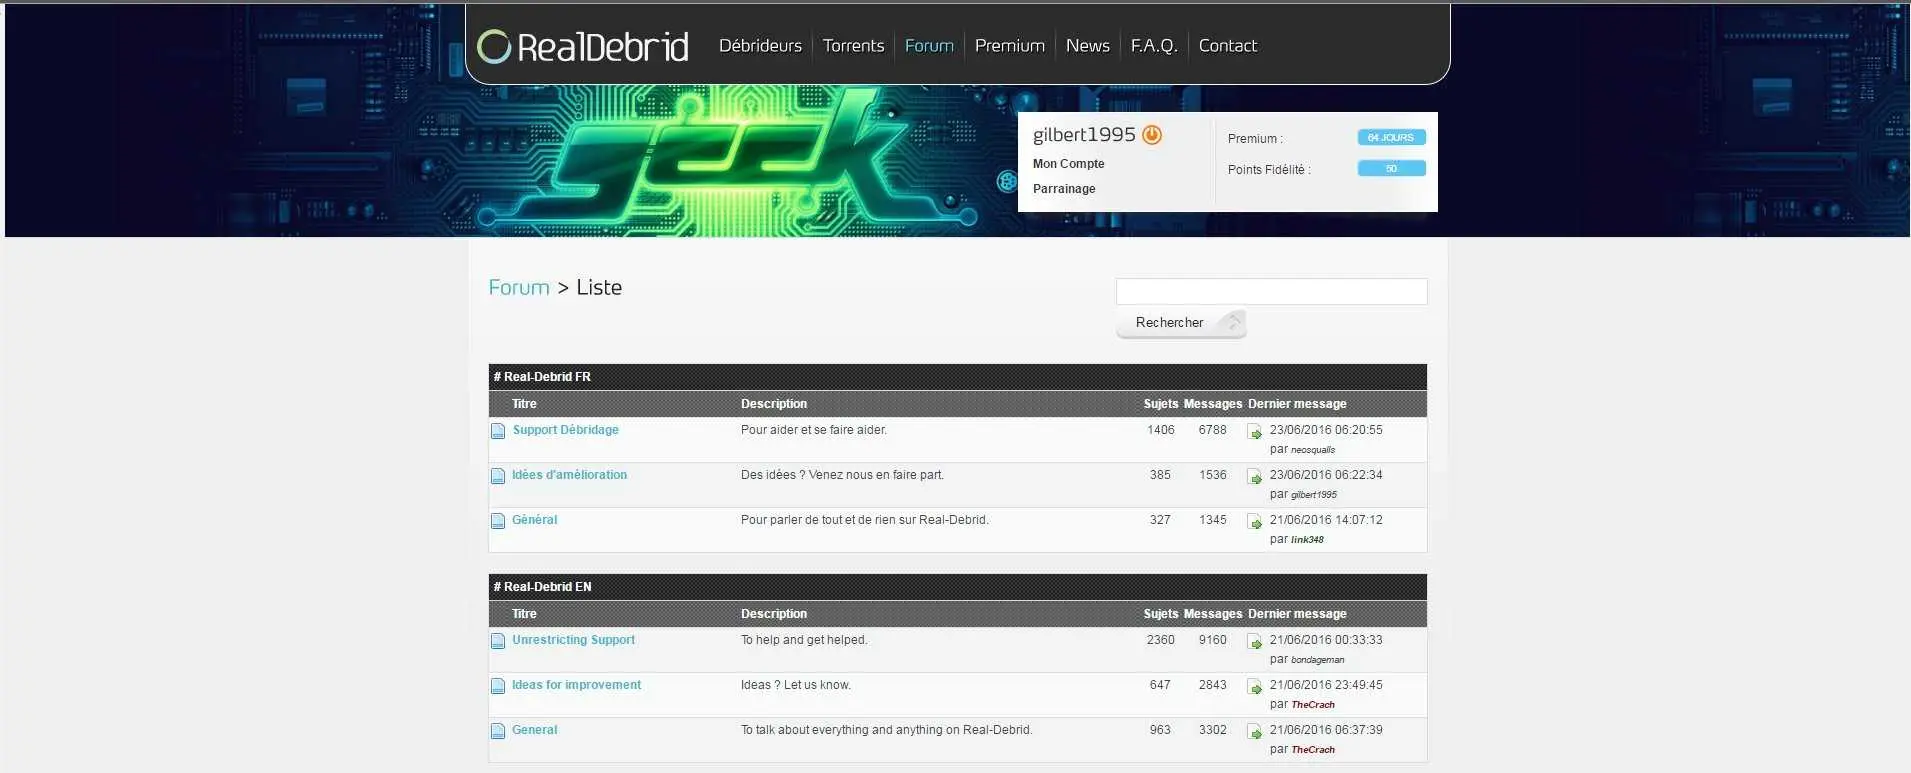 RealDebrid Débrideurs Torrents Forum Premium News F.A.Q. Contact
geek
gilbert1995 Premium : 64 JOURS
Mon Compte Points Fidélité : 50
Parrainage
Forum > Liste
Rechercher
# Real-Debrid FR
Titre Description Sujets Messages Dernier message
Support Débridage Pour aider et se faire aider. 1406 6788 23/06/2016 06:20:55
par neosqualls
Idées d'amélioration Des idées ? Venez nous en faire part. 385 1536 23/06/2016 06:22:34
par gilbert1995
Général Pour parler de tout et de rien sur Real-Debrid. 327 1345 21/06/2016 14:07:12
par link348
# Real-Debrid EN
Titre Description Sujets Messages Dernier message
Unrestricting Support To help and get helped. 2360 9160 21/06/2016 00:33:33
par bondageman
Ideas for improvement Ideas ? Let us know. 647 2843 21/06/2016 23:49:45
par TheCrach
General To talk about everything and anything on Real-Debrid. 963 3302 21/06/2016 06:37:39
par TheCrach